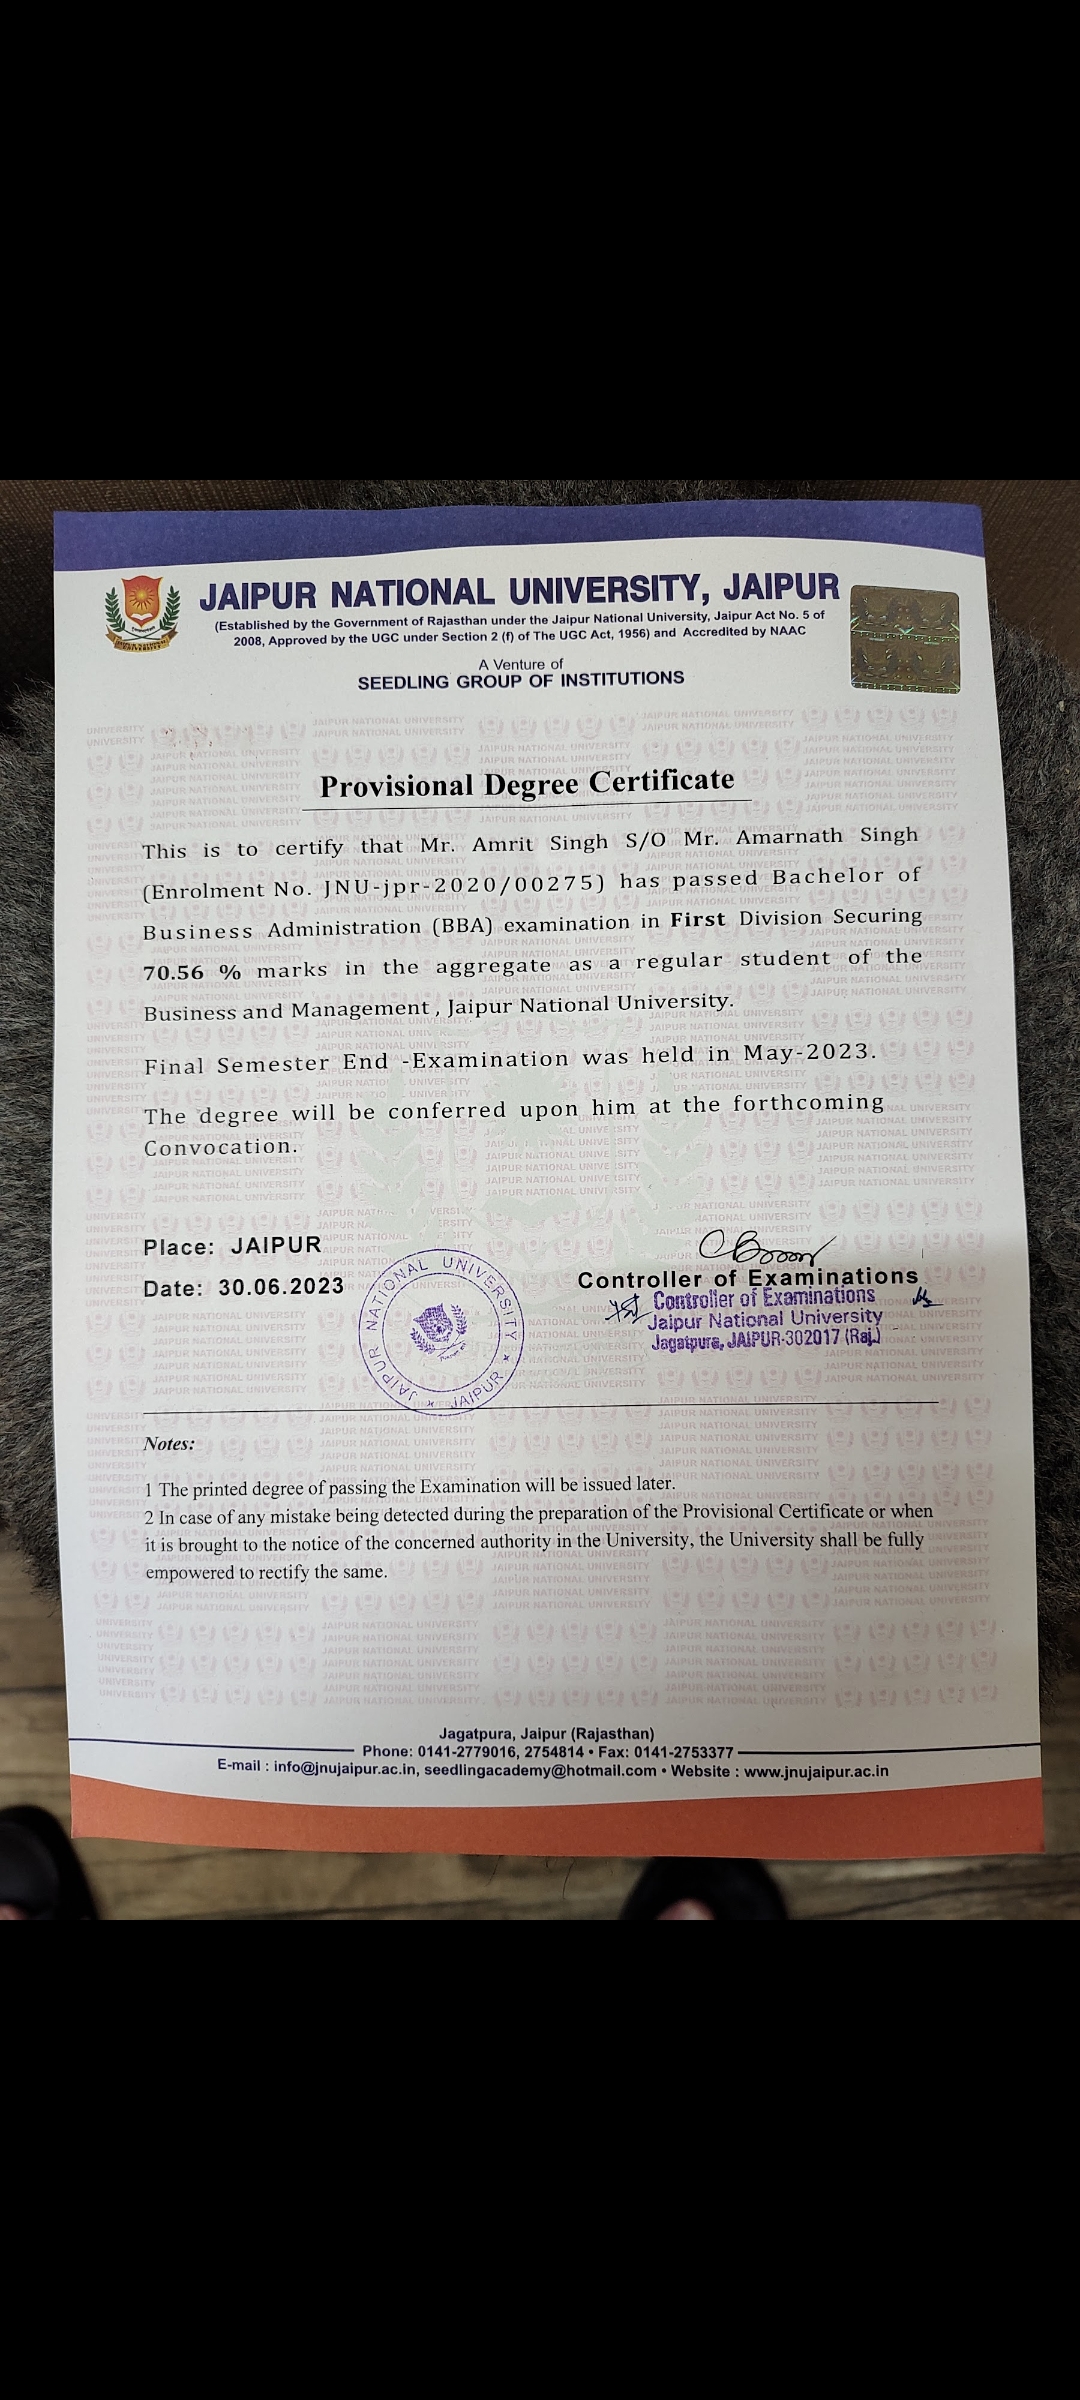 JAIPUR NATIONAL UNIVERSITY, JAIPUR
(Established by the Government of Rajasthan under the Jaipur National University, Jaipur Act No. 5 of
2008, Approved by the UGC under Section 2 (f) of The UGC Act, 1956) and Accredited by NAAC
A Venture of
SEEDLING GROUP OF INSTITUTIONS
Provisional Degree Certificate
This is to certify that Mr. Amrit Singh S/O Mr. Amarnath Singh
(Enrolment No. JNU-jpr-2020/00275) has passed Bachelor of
Business Administration (BBA) examination in First Division Securing
70.56 % marks in the aggregate as a regular student of the
Business and Management , Jaipur National University.
Final Semester End -Examination was held in May-2023.
The degree will be conferred upon him at the forthcoming
Convocation.
Place: JAIPUR
Date: 30.06.2023
JAIPUR NATIONAL UNIVERSITY * JAIPUR *
Controller of Examinations
Controller of Examinations
Jaipur National University
Jagatpura, JAIPUR-302017 (Raj.)
Notes:
1 The printed degree of passing the Examination will be issued later.
2 In case of any mistake being detected during the preparation of the Provisional Certificate or when
it is brought to the notice of the concerned authority in the University, the University shall be fully
empowered to rectify the same.
Jagatpura, Jaipur (Rajasthan)
Phone: 0141-2779016, 2754814 • Fax: 0141-2753377
E-mail : info@jnujaipur.ac.in, seedlingacademy@hotmail.com • Website : www.jnujaipur.ac.in